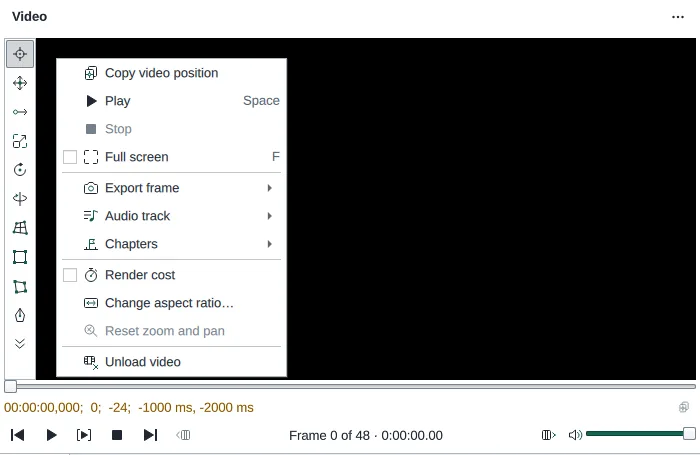 Video
Copy video position
Play Space
Stop
Full screen F
Export frame
Audio track
Chapters
Render cost
Change aspect ratio…
Reset zoom and pan
Unload video
00:00:00,000; 0; -24; -1000 ms, -2000 ms
Frame 0 of 48 · 0:00:00.00